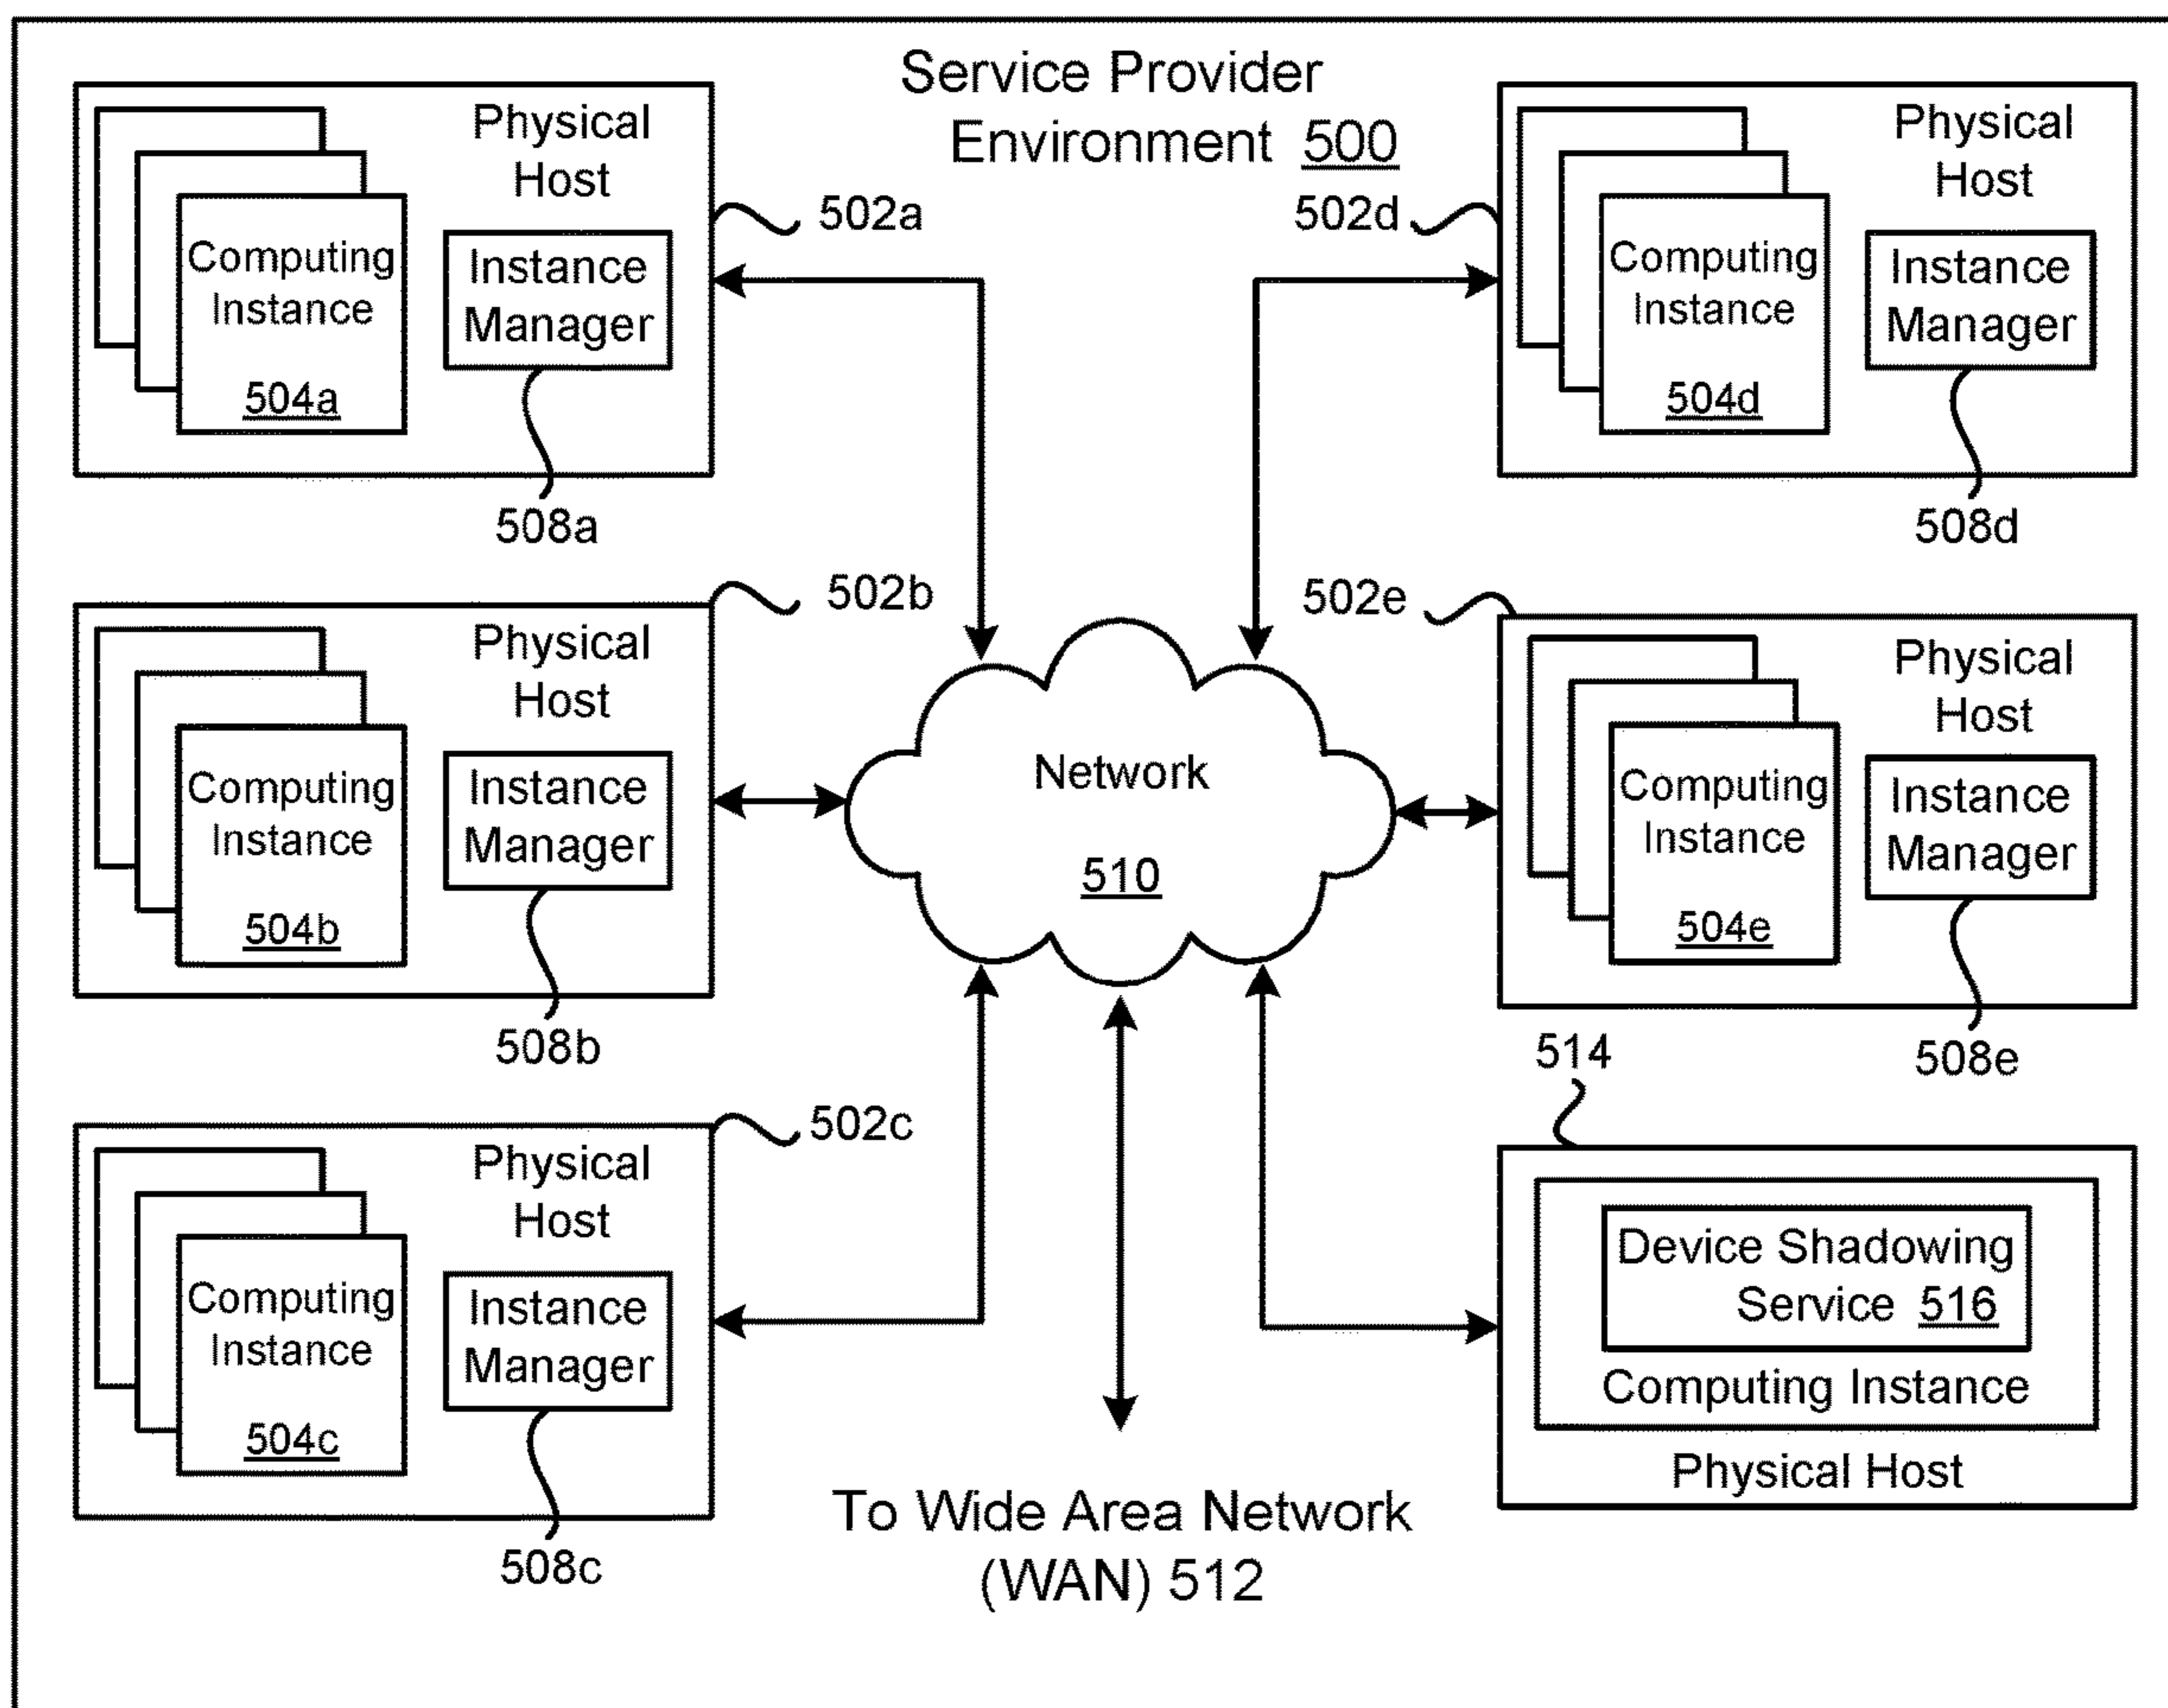 Service Provider
Environment 500
Physical
Host
502a
Computing
Instance
504a
Instance
Manager
508a
Physical
Host
502d
Computing
Instance
504d
Instance
Manager
508d
Physical
Host
502b
Computing
Instance
504b
Instance
Manager
508b
Network
510
Physical
Host
502e
Computing
Instance
504e
Instance
Manager
508e
Physical
Host
502c
Computing
Instance
504c
Instance
Manager
508c
514
Device Shadowing
Service 516
Computing Instance
Physical Host
To Wide Area Network
(WAN) 512